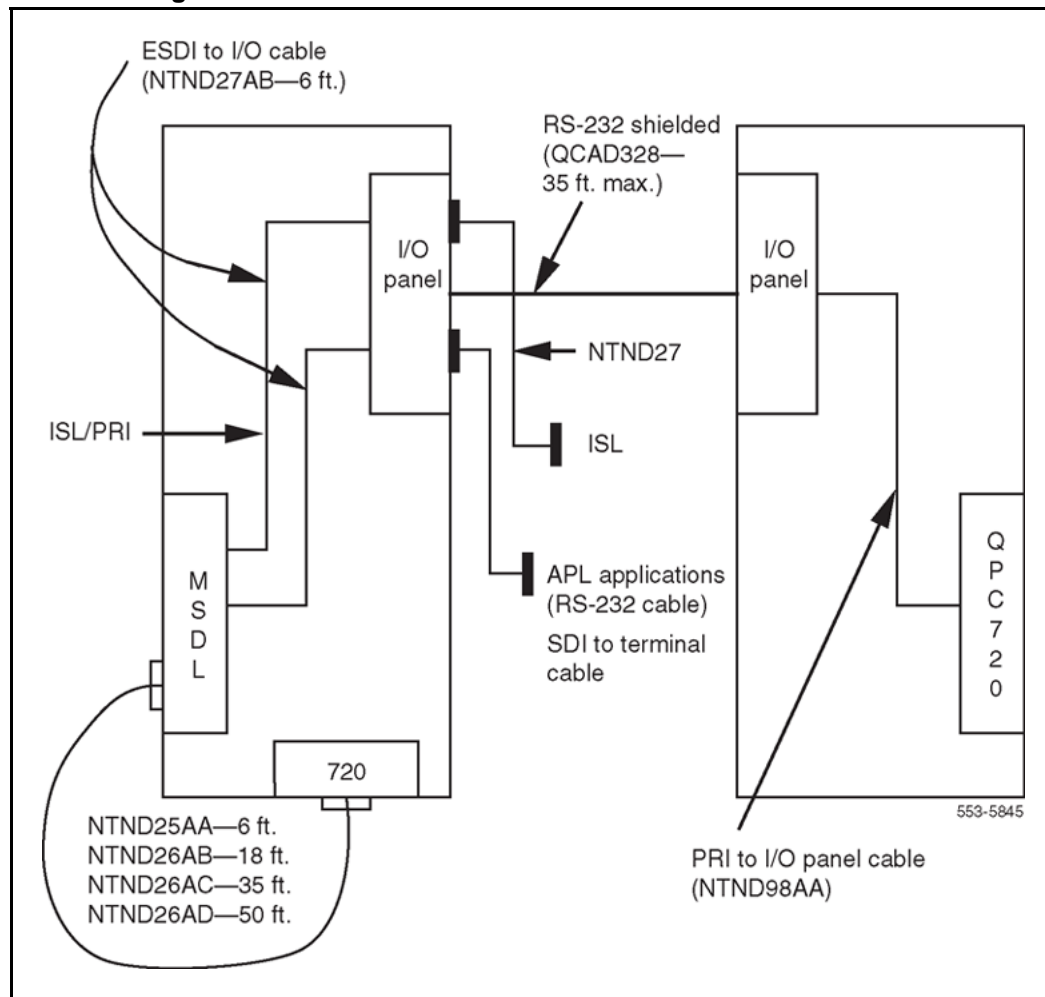 ESDI to I/O cable
(NTND27AB—6 ft.)
RS-232 shielded
(QCAD328—
35 ft. max.)
I/O
panel
I/O
panel
NTND27
ISL/PRI
ISL
M
S
D
L
APL applications
(RS-232 cable)
SDI to terminal
cable
Q
P
C
7
2
0
720
553-5845
NTND25AA—6 ft.
NTND26AB—18 ft.
NTND26AC—35 ft.
NTND26AD—50 ft.
PRI to I/O panel cable
(NTND98AA)